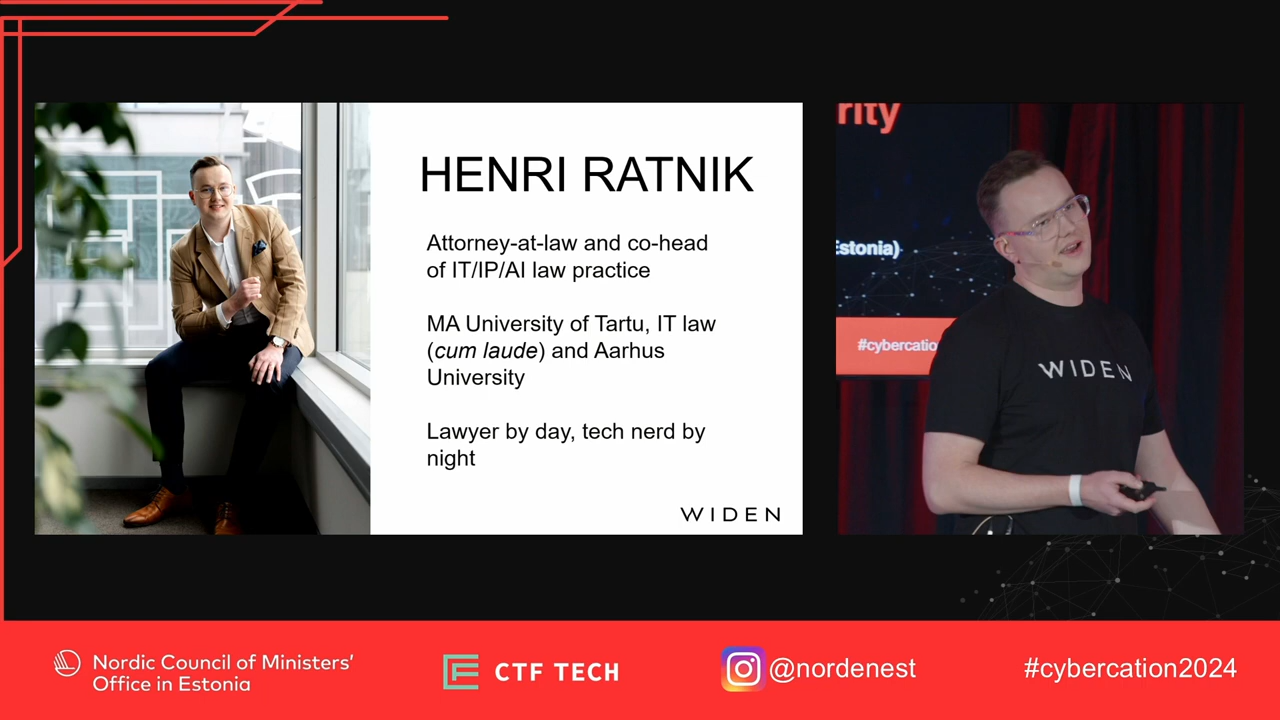 HENRI RATNIK
Attorney-at-law and co-head
of IT/IP/AI law practice
MA University of Tartu, IT law
(cum laude) and Aarhus
University
Lawyer by day, tech nerd by
night
WIDEN
rity
Estonia)
#cybercatio
WIDEN
Nordic Council of Ministers'
Office in Estonia
CTF TECH
@nordenest
#cybercation2024